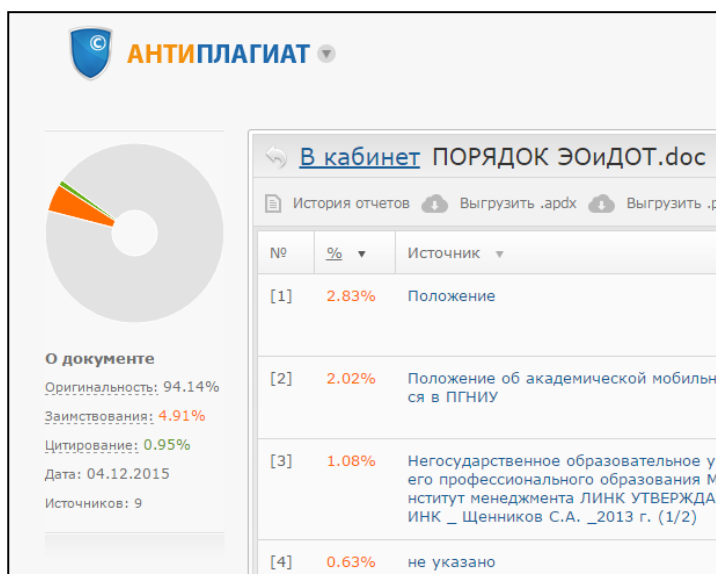 ©
АНТИПЛАГИАТ
О документе
Оригинальность: 94.14%
Заимствования: 4.91%
Цитирование: 0.95%
Дата: 04.12.2015
Источников: 9
В кабинет ПОРЯДОК ЭОиДОТ.doc
История отчетов Выгрузить .apdx Выгрузить
№ % Источник
[1] 2.83% Положение
[2] 2.02% Положение об академической
ся в ПГНИУ
[3] 1.08% Негосударственное образовательное
его профессионального образования
нститут менеджмента ЛИНК
ИНК _ Щенников С.А. _2013 г. (1/2)
[4] 0.63% не указано